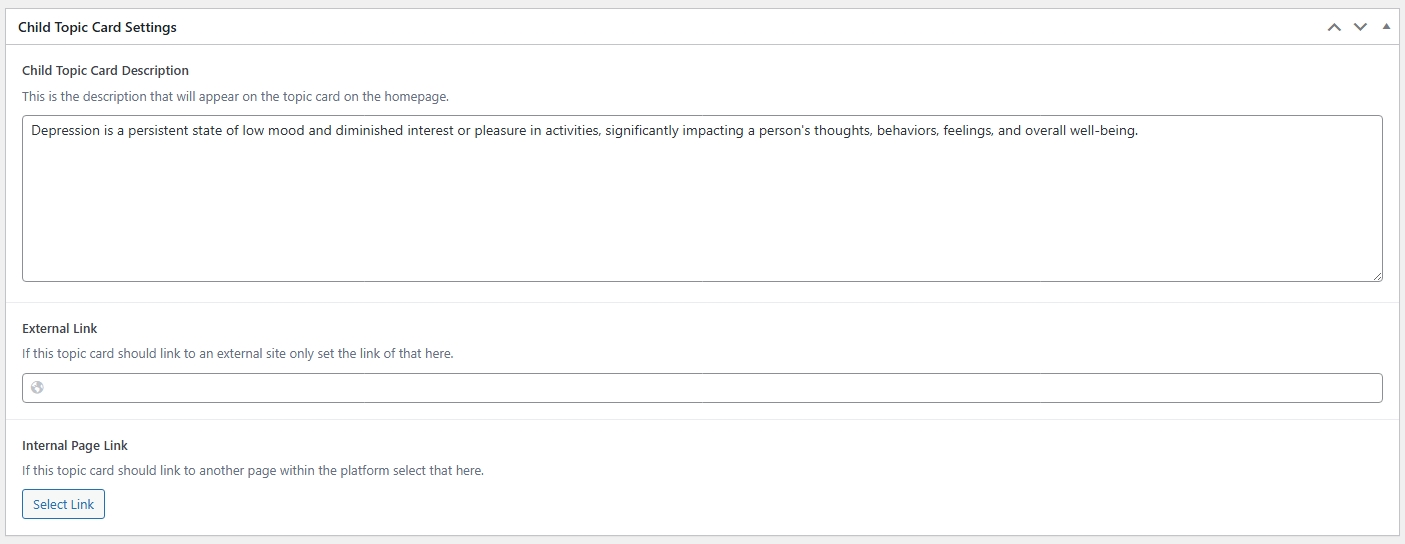 Child Topic Card Settings
Child Topic Card Description
This is the description that will appear on the topic card on the homepage.
Depression is a persistent state of low mood and diminished interest or pleasure in activities, significantly impacting a person's thoughts, behaviors, feelings, and overall well-being.
External Link
If this topic card should link to an external site only set the link of that here.
Internal Page Link
If this topic card should link to another page within the platform select that here.
Select Link